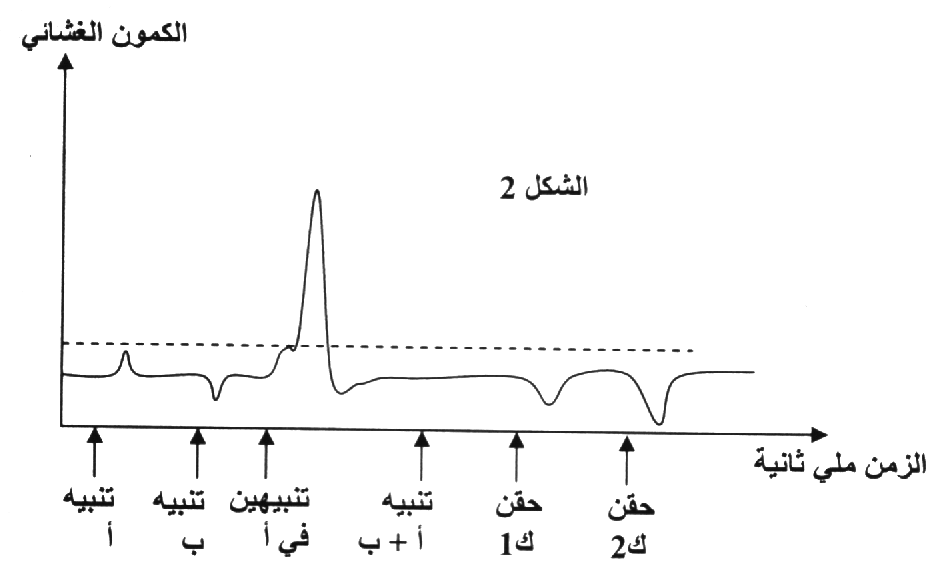 الكمون الغشائي
الشكل 2
الزمن ملي ثانية
تنبيه
أ
تنبيه
ب
تنبيهين
في أ
تنبيه
أ + ب
حقن
ك1
حقن
ك2